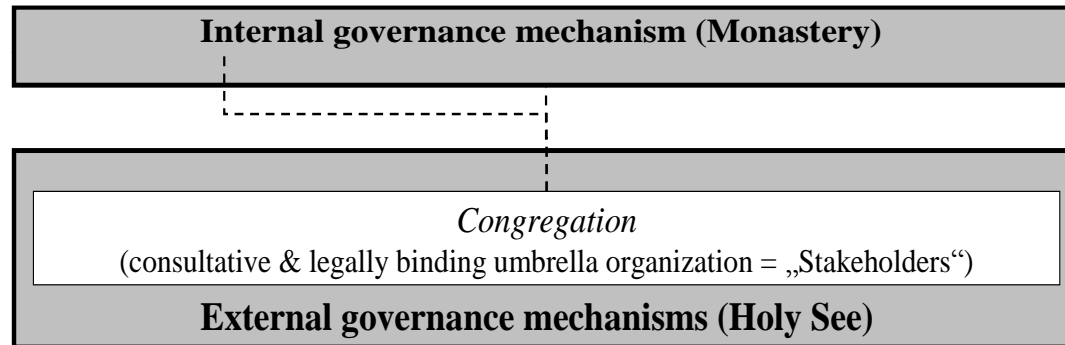 Internal governance mechanism (Monastery)
Congregation
(consultative & legally binding umbrella organization = „Stakeholders“)
External governance mechanisms (Holy See)